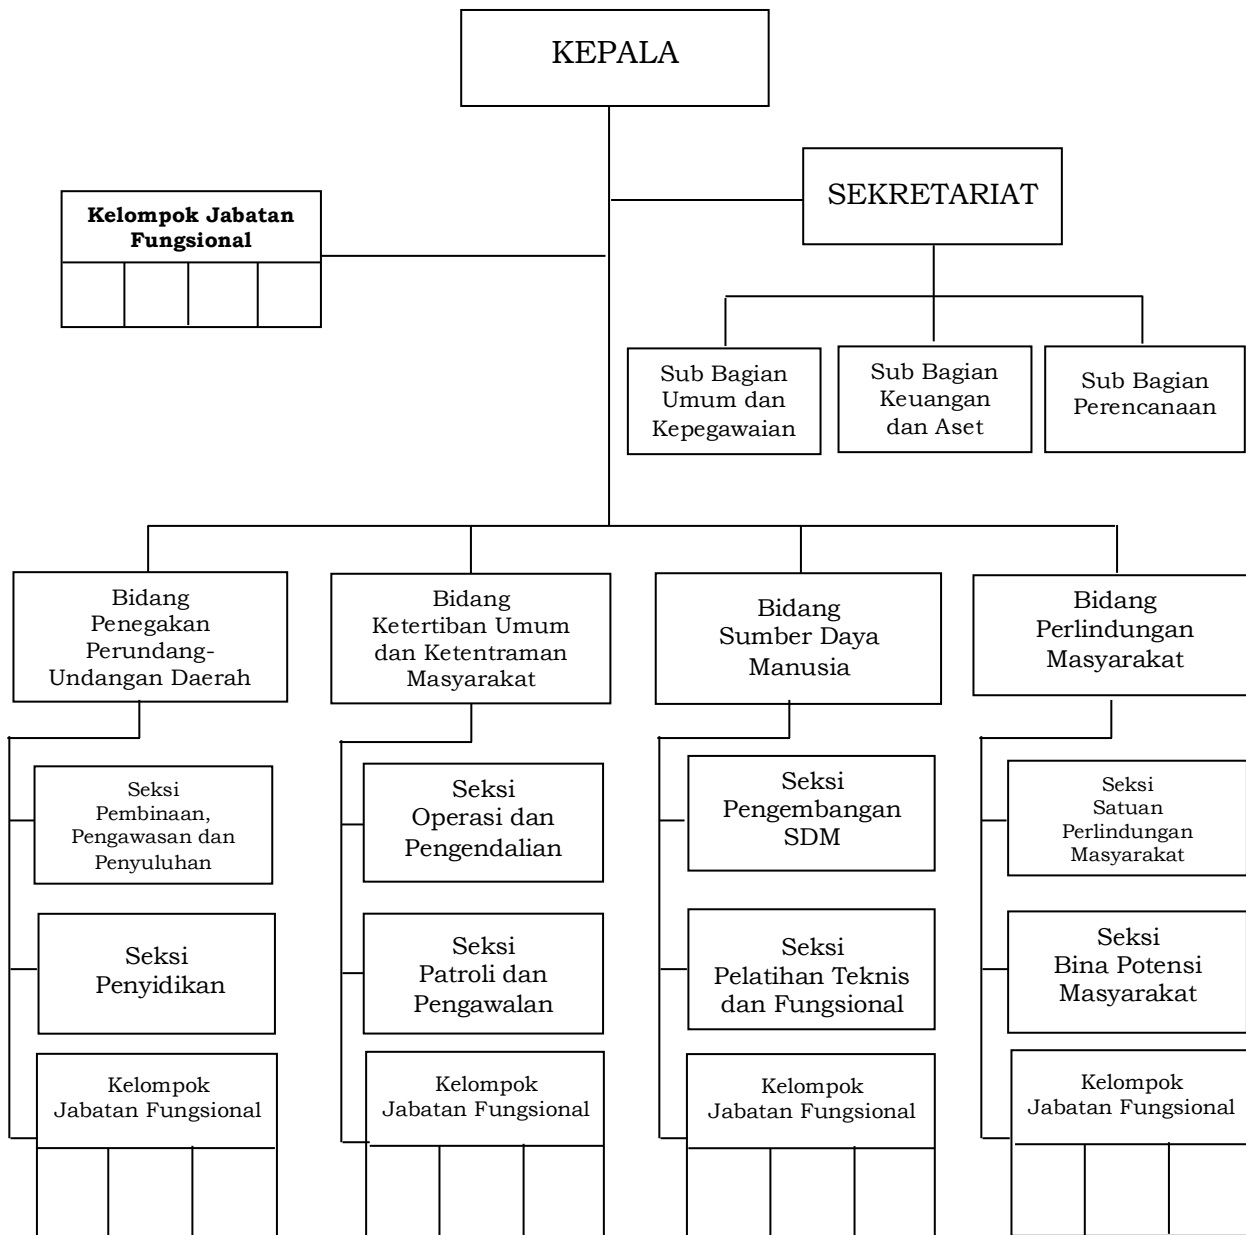 KEPALA
SEKRETARIAT
Kelompok Jabatan
Fungsional
Sub Bagian
Umum dan
Kepegawaian
Sub Bagian
Keuangan
dan Aset
Sub Bagian
Perencanaan
Bidang
Penegakan
Perundang-
Undangan Daerah
Bidang
Ketertiban Umum
dan Ketentraman
Masyarakat
Bidang
Sumber Daya
Manusia
Bidang
Perlindungan
Masyarakat
Seksi
Pembinaan,
Pengawasan dan
Penyuluhan
Seksi
Operasi dan
Pengendalian
Seksi
Pengembangan
SDM
Seksi
Satuan
Perlindungan
Masyarakat
Seksi
Penyidikan
Seksi
Patroli dan
Pengawalan
Seksi
Pelatihan Teknis
dan Fungsional
Seksi
Bina Potensi
Masyarakat
Kelompok
Jabatan Fungsional
Kelompok
Jabatan Fungsional
Kelompok
Jabatan Fungsional
Kelompok
Jabatan Fungsional